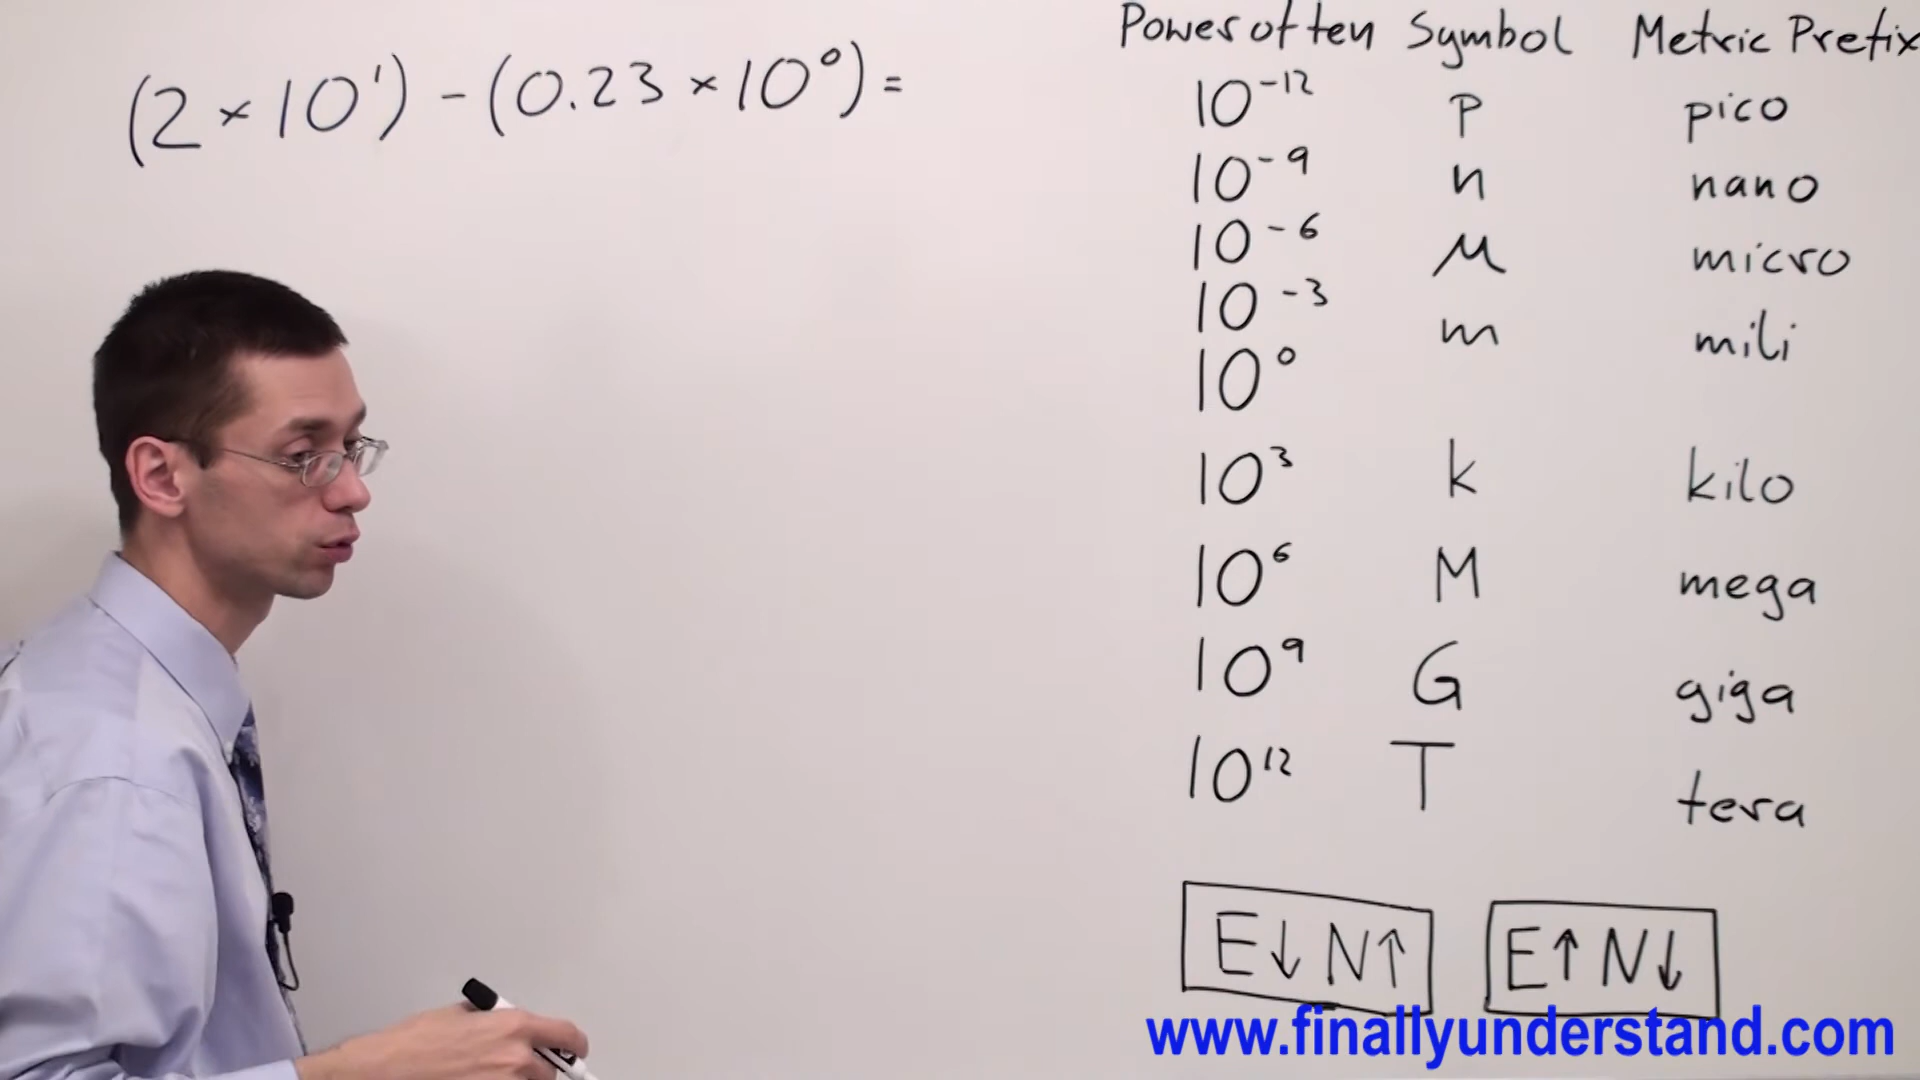 (2 × 10¹) - (0.23 × 10⁰) =
Power of ten Symbol Metric Prefix
10⁻¹² p pico
10⁻⁹ n nano
10⁻⁶ μ micro
10⁻³ m mili
10⁰
10³ k kilo
10⁶ M mega
10⁹ G giga
10¹² T tera
E↓ N↑ E↑ N↓
www.finallyunderstand.com